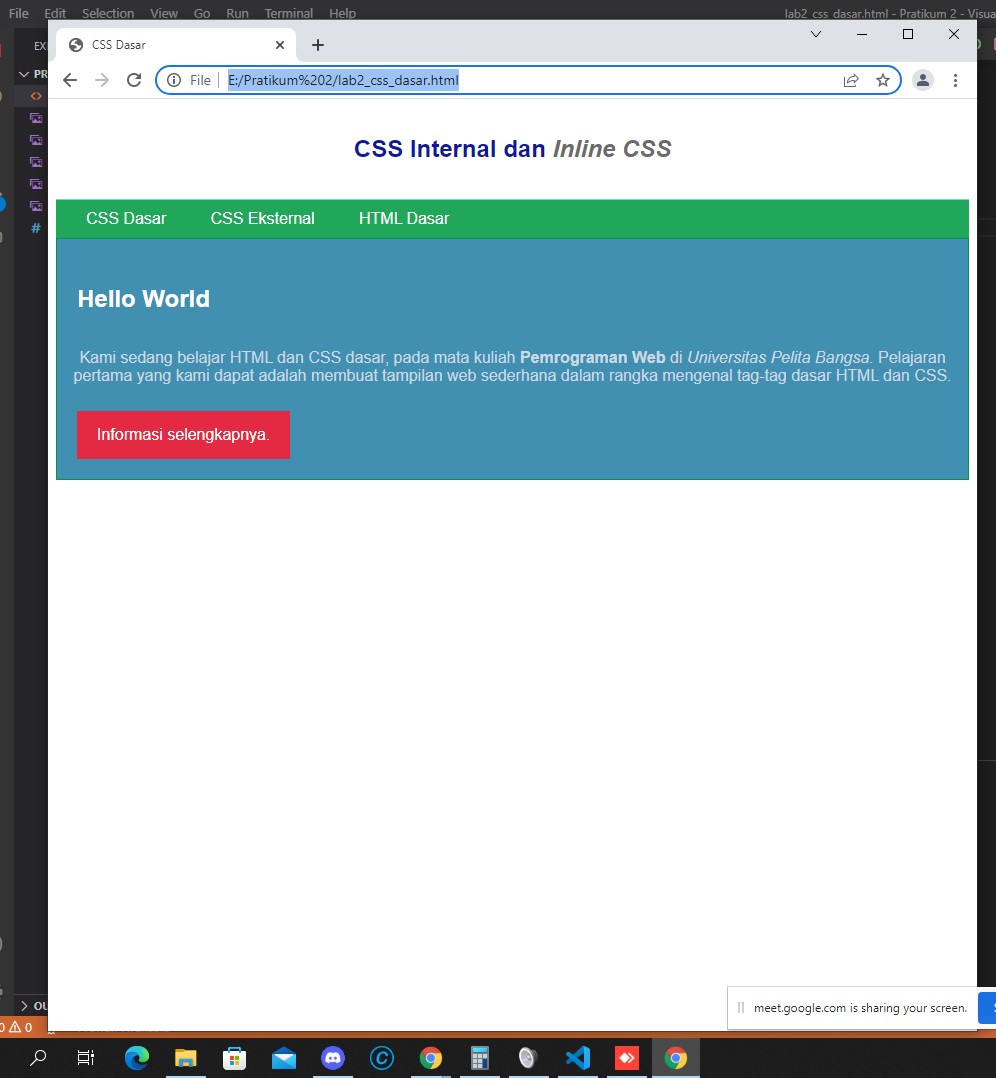 File Edit Selection View Go Run Terminal Help lab2_css_dasar.html - Pratikum 2 - Visua
EX
CSS Dasar
PR
File E:/Pratikum%202/lab2_css_dasar.html
CSS Internal dan Inline CSS
CSS Dasar CSS Eksternal HTML Dasar
Hello World
Kami sedang belajar HTML dan CSS dasar, pada mata kuliah Pemrograman Web di Universitas Pelita Bangsa. Pelajaran
pertama yang kami dapat adalah membuat tampilan web sederhana dalam rangka mengenal tag-tag dasar HTML dan CSS.
Informasi selengkapnya.
OU
meet.google.com is sharing your screen.
0 0